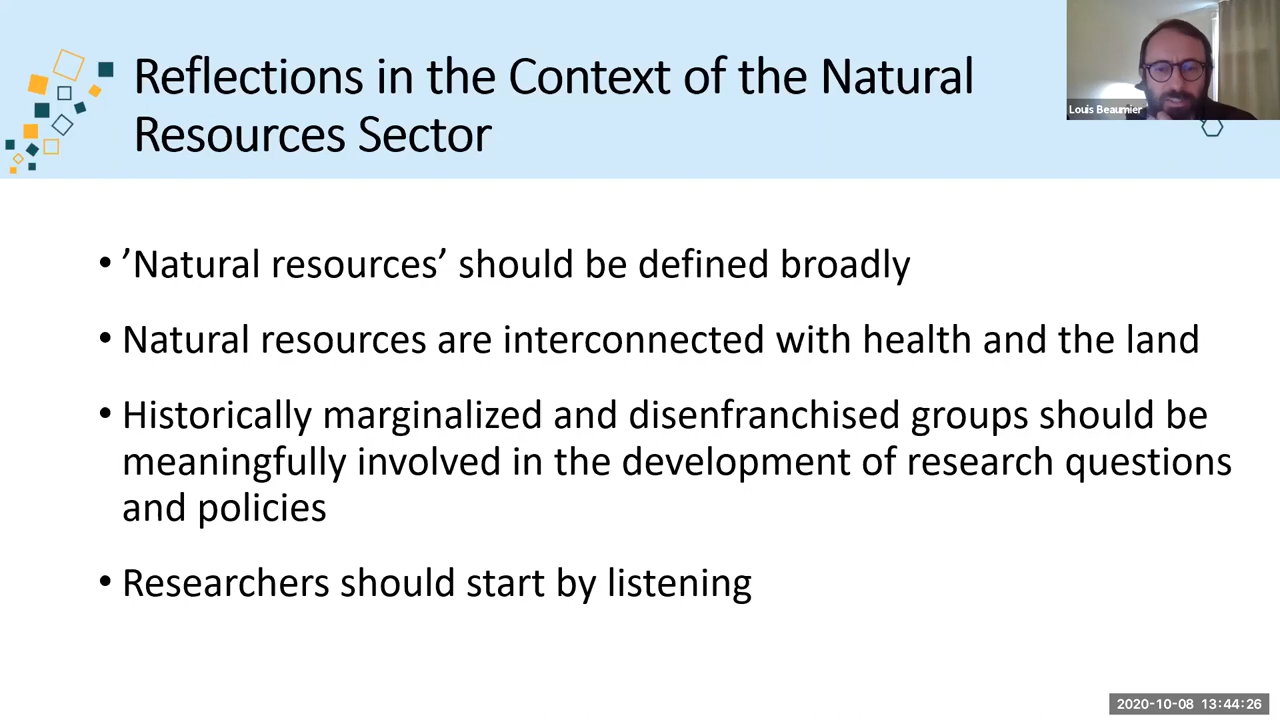 Reflections in the Context of the Natural
Resources Sector
Louis Beaumier
• ’Natural resources’ should be defined broadly
• Natural resources are interconnected with health and the land
• Historically marginalized and disenfranchised groups should be
meaningfully involved in the development of research questions
and policies
• Researchers should start by listening
2020-10-08 13:44:26